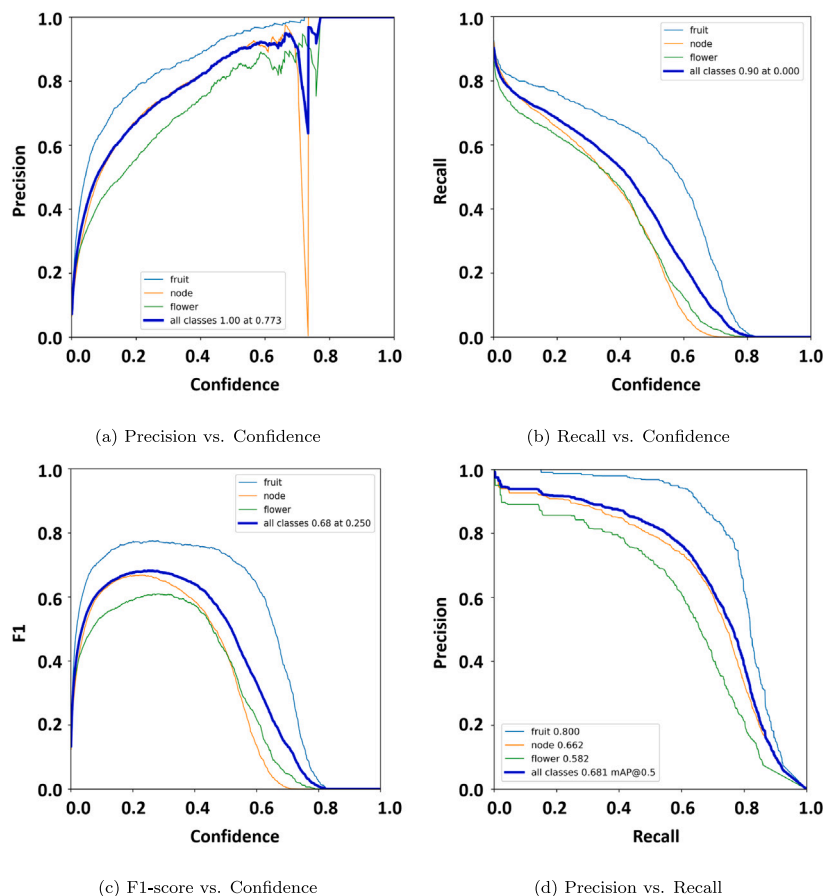 1.0
0.8
0.6
0.4
0.2
0.0
Precision
fruit
node
flower
all classes 1.00 at 0.773
0.0 0.2 0.4 0.6 0.8 1.0
Confidence
(a) Precision vs. Confidence
1.0
0.8
0.6
0.4
0.2
0.0
Recall
fruit
node
flower
all classes 0.90 at 0.000
0.0 0.2 0.4 0.6 0.8 1.0
Confidence
(b) Recall vs. Confidence
1.0
0.8
0.6
0.4
0.2
0.0
F1
fruit
node
flower
all classes 0.68 at 0.250
0.0 0.2 0.4 0.6 0.8 1.0
Confidence
(c) F1-score vs. Confidence
1.0
0.8
0.6
0.4
0.2
0.0
Precision
fruit 0.800
node 0.662
flower 0.582
all classes 0.681 mAP@0.5
0.0 0.2 0.4 0.6 0.8 1.0
Recall
(d) Precision vs. Recall